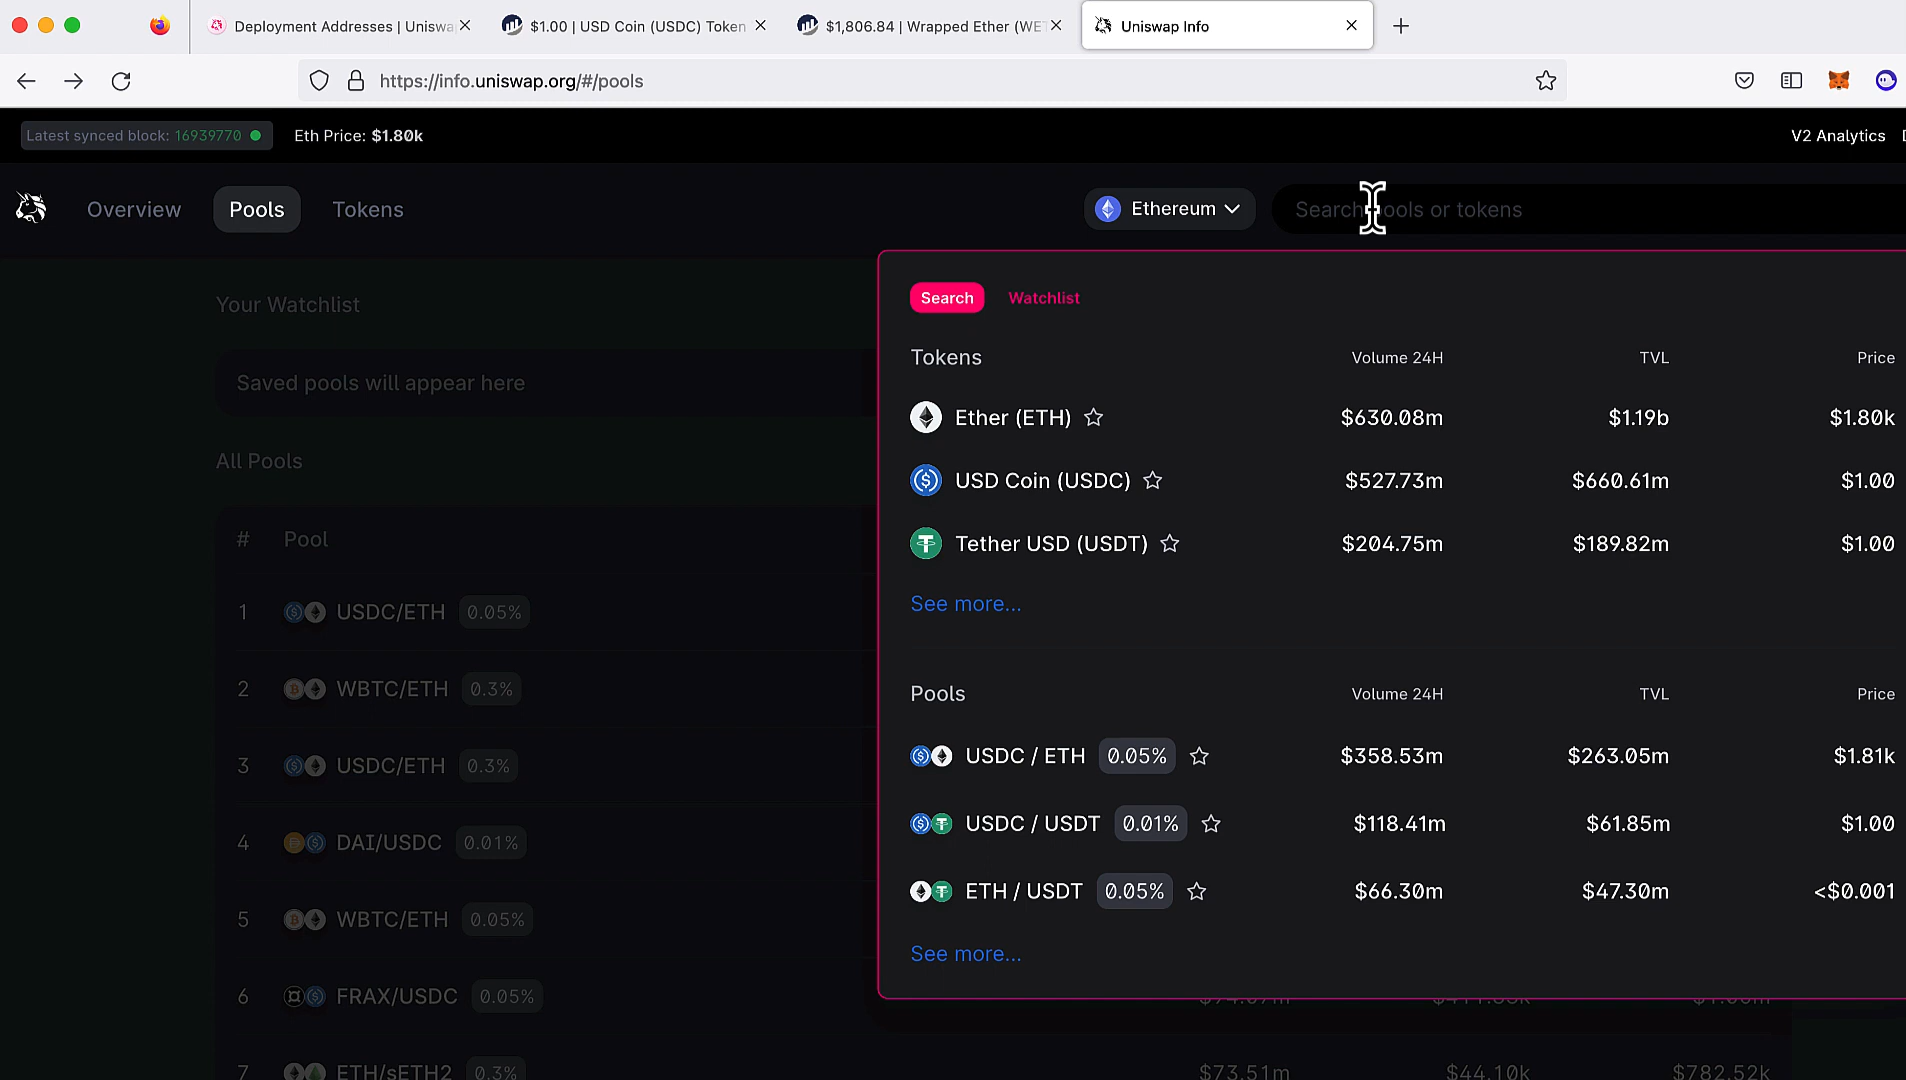 Deployment Addresses | Uniswa
$1.00 | USD Coin (USDC) Token
$1,806.84 | Wrapped Ether (WE
Uniswap Info
https://info.uniswap.org/#/pools
Latest synced block: 16939770
Eth Price: $1.80k
V2 Analytics
Overview
Pools
Tokens
Ethereum
Search pools or tokens
Your Watchlist
Saved pools will appear here
All Pools
# Pool
1 USDC/ETH 0.05%
2 WBTC/ETH 0.3%
3 USDC/ETH 0.3%
4 DAI/USDC 0.01%
5 WBTC/ETH 0.05%
6 FRAX/USDC 0.05%
7 ETH/sETH2 0.3% $73.51m $44.10k $782.52k
Search Watchlist
Tokens Volume 24H TVL Price
Ether (ETH) $630.08m $1.19b $1.80k
USD Coin (USDC) $527.73m $660.61m $1.00
Tether USD (USDT) $204.75m $189.82m $1.00
See more...
Pools Volume 24H TVL Price
USDC / ETH 0.05% $358.53m $263.05m $1.81k
USDC / USDT 0.01% $118.41m $61.85m $1.00
ETH / USDT 0.05% $66.30m $47.30m <$0.001
See more...